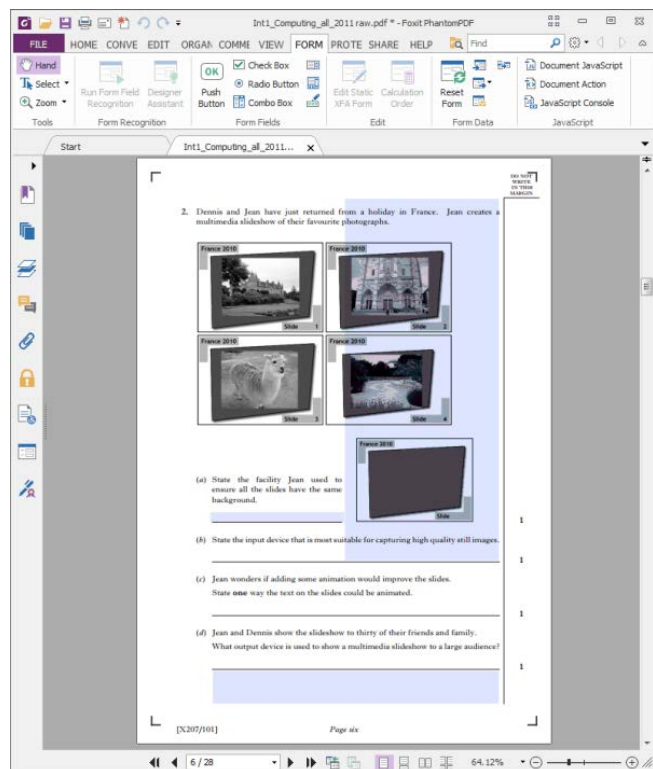 Int1_Computing_all_2011raw.pdf * - Foxit PhantomPDF
FILE HOME CONVE EDIT ORGAN COMME VIEW FORM PROTE SHARE HELP Find
Hand
Select
Zoom
Tools
Run Form Field Recognition
Designer Assistant
Form Recognition
OK
Push Button
Check Box
Radio Button
Combo Box
Form Fields
Edit Static XFA Form
Calculation Order
Edit
Reset Form
Form Data
Document JavaScript
Document Action
JavaScript Console
JavaScript
Start Int1_Computing_all_2011... x
DO NOT
WRITE
IN THIS
MARGIN
2. Dennis and Jean have just returned from a holiday in France. Jean creates a
multimedia slideshow of their favourite photographs.
France 2010 France 2010
Slide 1 Slide 2
France 2010 France 2010
Slide 3 Slide 4
France 2010
Slide
(a) State the facility Jean used to
ensure all the slides have the same
background.
1
(b) State the input device that is most suitable for capturing high quality still images.
1
(c) Jean wonders if adding some animation would improve the slides.
State one way the text on the slides could be animated.
1
(d) Jean and Dennis show the slideshow to thirty of their friends and family.
What output device is used to show a multimedia slideshow to a large audience?
1
[X207/101] Page six
6 / 28 64.12%